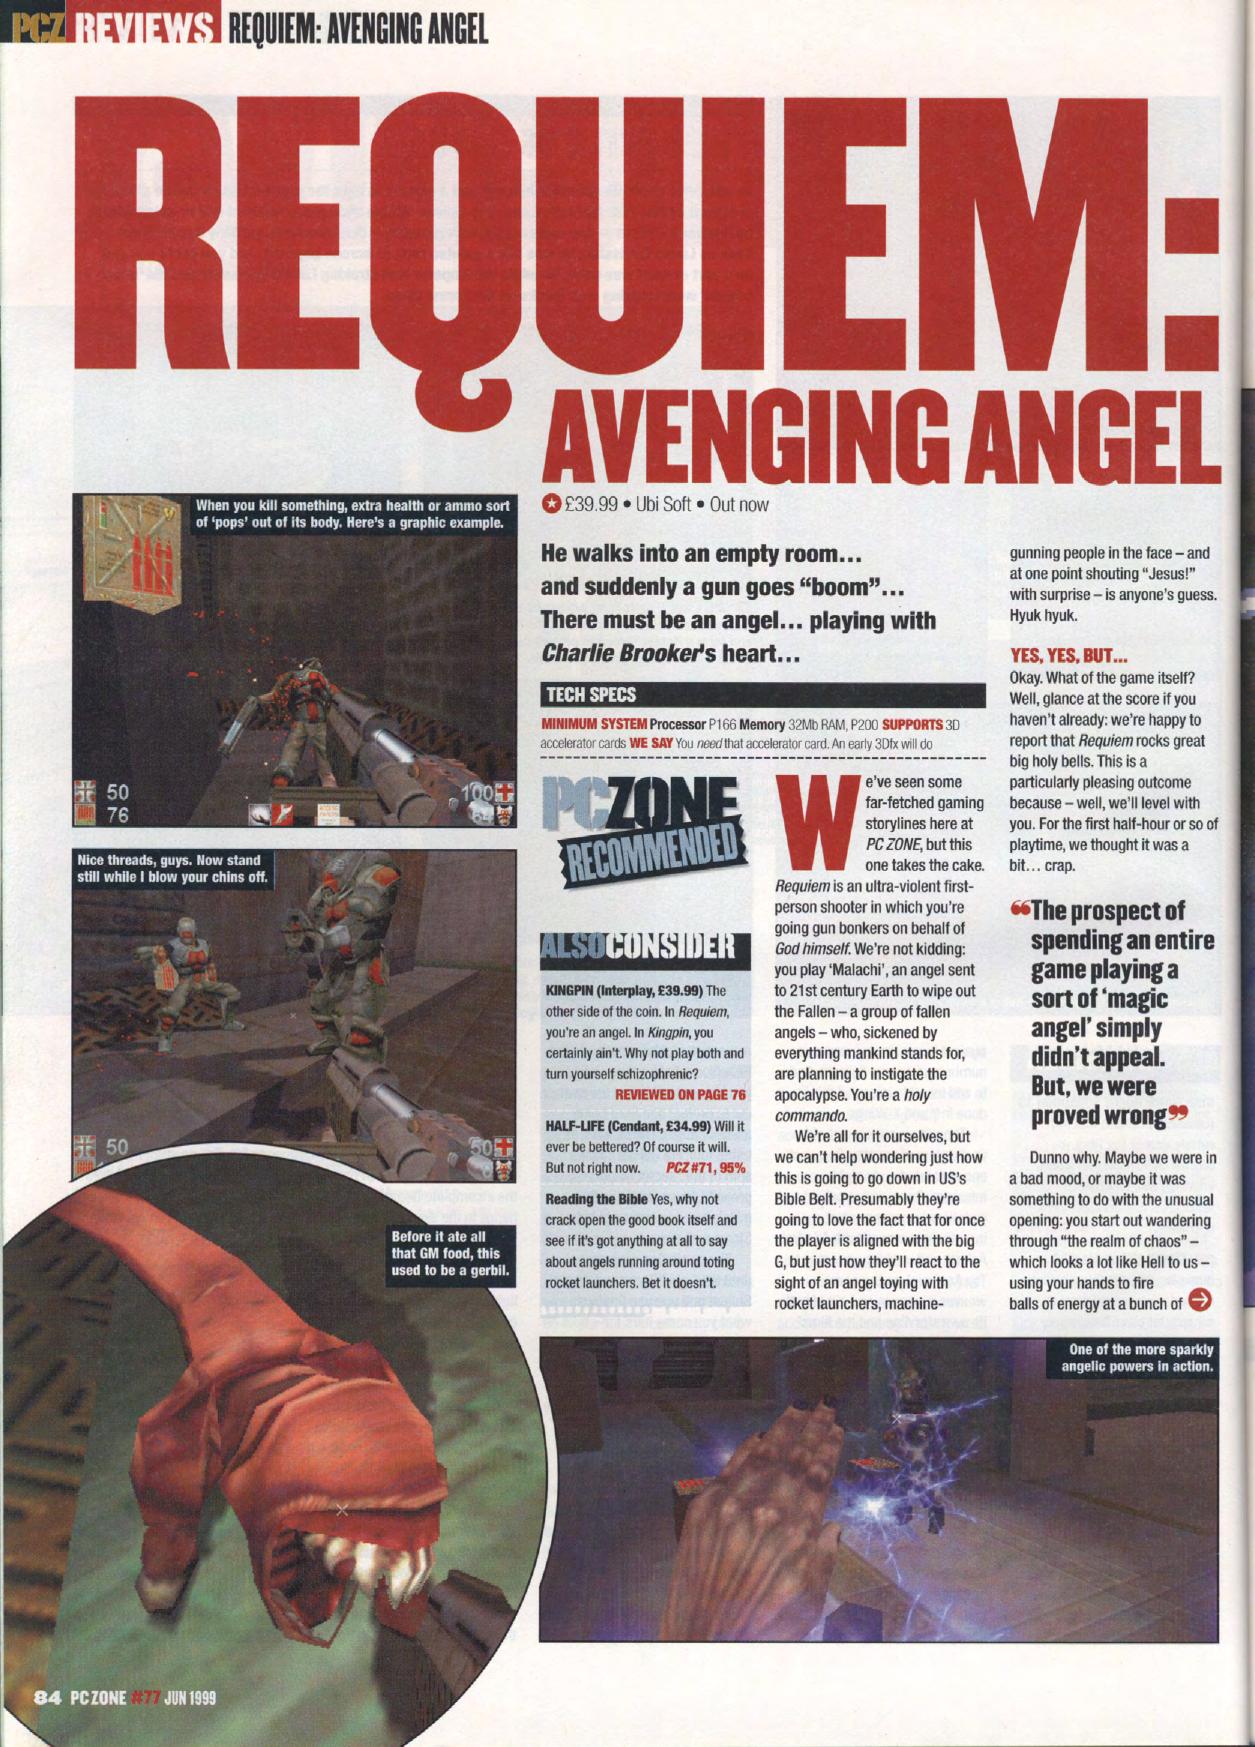 PCZ REVIEWS REQUIEM: AVENGING ANGEL
REQUIEM:
AVENGING ANGEL
£39.99 • Ubi Soft • Out now
When you kill something, extra health or ammo sort
of 'pops' out of its body. Here's a graphic example.
50
76
100
Nice threads, guys. Now stand
still while I blow your chins off.
50
50
Before it ate all
that GM food, this
used to be a gerbil.
He walks into an empty room...
and suddenly a gun goes “boom”...
There must be an angel... playing with
Charlie Brooker's heart...
TECH SPECS
MINIMUM SYSTEM Processor P166 Memory 32Mb RAM, P200 SUPPORTS 3D
accelerator cards WE SAY You need that accelerator card. An early 3Dfx will do
PCZONE
RECOMMENDED
ALSO CONSIDER
KINGPIN (Interplay, £39.99) The
other side of the coin. In Requiem,
you're an angel. In Kingpin, you
certainly ain't. Why not play both and
turn yourself schizophrenic?
REVIEWED ON PAGE 76
HALF-LIFE (Cendant, £34.99) Will it
ever be bettered? Of course it will.
But not right now. PCZ #71, 95%
Reading the Bible Yes, why not
crack open the good book itself and
see if it's got anything at all to say
about angels running around toting
rocket launchers. Bet it doesn't.
We've seen some
far-fetched gaming
storylines here at
PC ZONE, but this
one takes the cake.
Requiem is an ultra-violent first-
person shooter in which you're
going gun bonkers on behalf of
God himself. We're not kidding:
you play 'Malachi', an angel sent
to 21st century Earth to wipe out
the Fallen – a group of fallen
angels – who, sickened by
everything mankind stands for,
are planning to instigate the
apocalypse. You're a holy
commando.
We're all for it ourselves, but
we can't help wondering just how
this is going to go down in US's
Bible Belt. Presumably they're
going to love the fact that for once
the player is aligned with the big
G, but just how they'll react to the
sight of an angel toying with
rocket launchers, machine-
gunning people in the face – and
at one point shouting “Jesus!”
with surprise – is anyone's guess.
Hyuk hyuk.
YES, YES, BUT...
Okay. What of the game itself?
Well, glance at the score if you
haven't already: we're happy to
report that Requiem rocks great
big holy bells. This is a
particularly pleasing outcome
because – well, we'll level with
you. For the first half-hour or so of
playtime, we thought it was a
bit... crap.
“The prospect of
spending an entire
game playing a
sort of 'magic
angel' simply
didn't appeal.
But, we were
proved wrong”
Dunno why. Maybe we were in
a bad mood, or maybe it was
something to do with the unusual
opening: you start out wandering
through “the realm of chaos” –
which looks a lot like Hell to us –
using your hands to fire
balls of energy at a bunch of
One of the more sparkly
angelic powers in action.
84 PC ZONE #77 JUN 1999